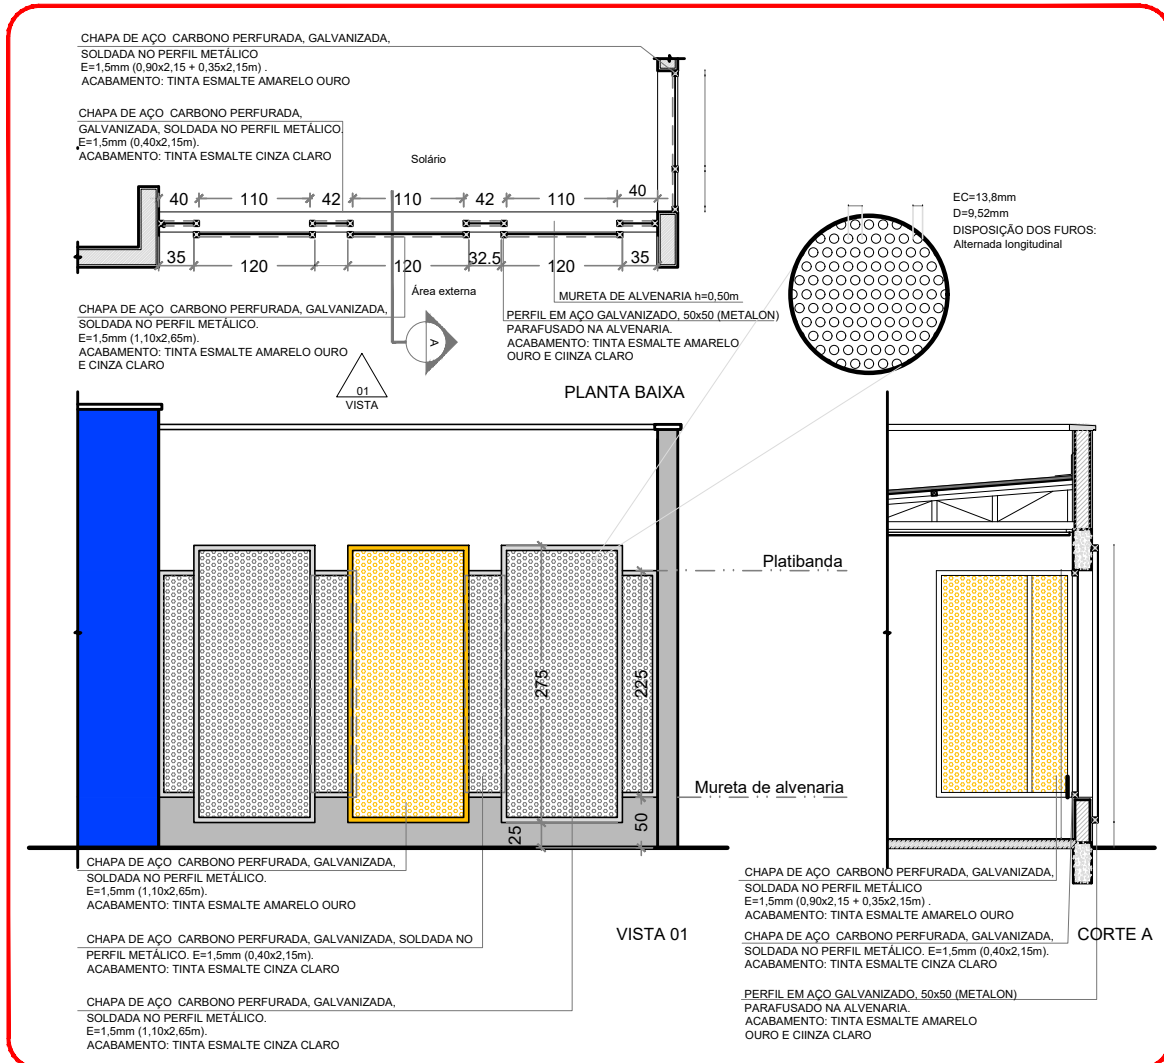 CHAPA DE AÇO CARBONO PERFURADA, GALVANIZADA,
SOLDADA NO PERFIL METÁLICO
E=1,5mm (0,90x2,15 + 0,35x2,15m) .
ACABAMENTO: TINTA ESMALTE AMARELO OURO
CHAPA DE AÇO CARBONO PERFURADA,
GALVANIZADA, SOLDADA NO PERFIL METÁLICO.
E=1,5mm (0,40x2,15m).
ACABAMENTO: TINTA ESMALTE CINZA CLARO
Solário
40 110 42 110 42 110 40
35 120 120 32.5 120 35
Área externa
MURETA DE ALVENARIA h=0,50m
CHAPA DE AÇO CARBONO PERFURADA, GALVANIZADA,
SOLDADA NO PERFIL METÁLICO.
E=1,5mm (1,10x2,65m).
ACABAMENTO: TINTA ESMALTE AMARELO OURO
E CINZA CLARO
PERFIL EM AÇO GALVANIZADO, 50x50 (METALON)
PARAFUSADO NA ALVENARIA.
ACABAMENTO: TINTA ESMALTE AMARELO
OURO E CIINZA CLARO
A
01
VISTA
PLANTA BAIXA
EC=13,8mm
D=9,52mm
DISPOSIÇÃO DOS FUROS:
Alternada longitudinal
Platibanda
275
225
Mureta de alvenaria
25
50
CHAPA DE AÇO CARBONO PERFURADA, GALVANIZADA,
SOLDADA NO PERFIL METÁLICO.
E=1,5mm (1,10x2,65m).
ACABAMENTO: TINTA ESMALTE AMARELO OURO
CHAPA DE AÇO CARBONO PERFURADA, GALVANIZADA, SOLDADA NO
PERFIL METÁLICO. E=1,5mm (0,40x2,15m).
ACABAMENTO: TINTA ESMALTE CINZA CLARO
CHAPA DE AÇO CARBONO PERFURADA, GALVANIZADA,
SOLDADA NO PERFIL METÁLICO.
E=1,5mm (1,10x2,65m).
ACABAMENTO: TINTA ESMALTE CINZA CLARO
VISTA 01
CHAPA DE AÇO CARBONO PERFURADA, GALVANIZADA,
SOLDADA NO PERFIL METÁLICO
E=1,5mm (0,90x2,15 + 0,35x2,15m) .
ACABAMENTO: TINTA ESMALTE AMARELO OURO
CHAPA DE AÇO CARBONO PERFURADA, GALVANIZADA,
SOLDADA NO PERFIL METÁLICO. E=1,5mm (0,40x2,15m).
ACABAMENTO: TINTA ESMALTE CINZA CLARO
CORTE A
PERFIL EM AÇO GALVANIZADO, 50x50 (METALON)
PARAFUSADO NA ALVENARIA.
ACABAMENTO: TINTA ESMALTE AMARELO
OURO E CIINZA CLARO